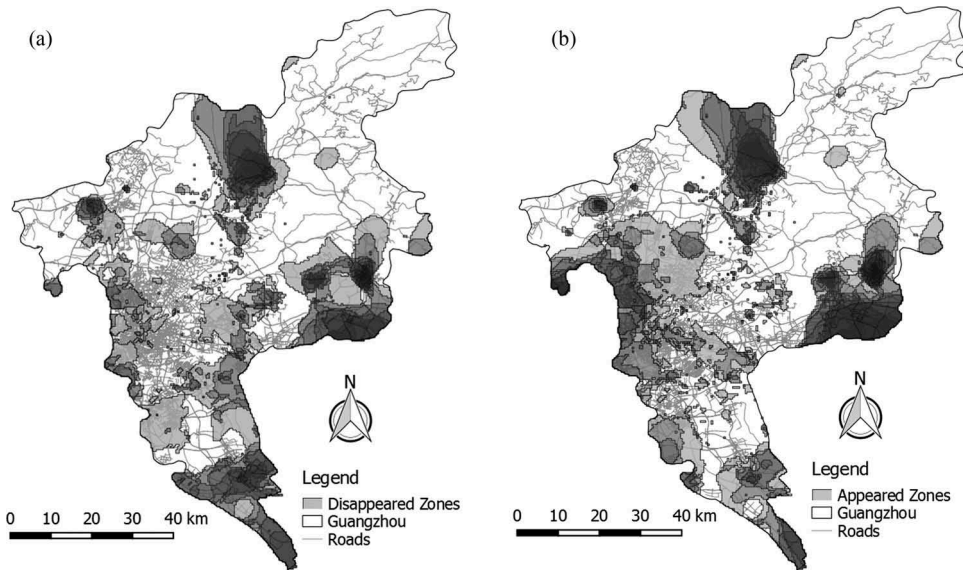 (a)
N
Legend
Disappeared Zones
Guangzhou
Roads
0 10 20 30 40 km
(b)
N
Legend
Appeared Zones
Guangzhou
Roads
0 10 20 30 40 km